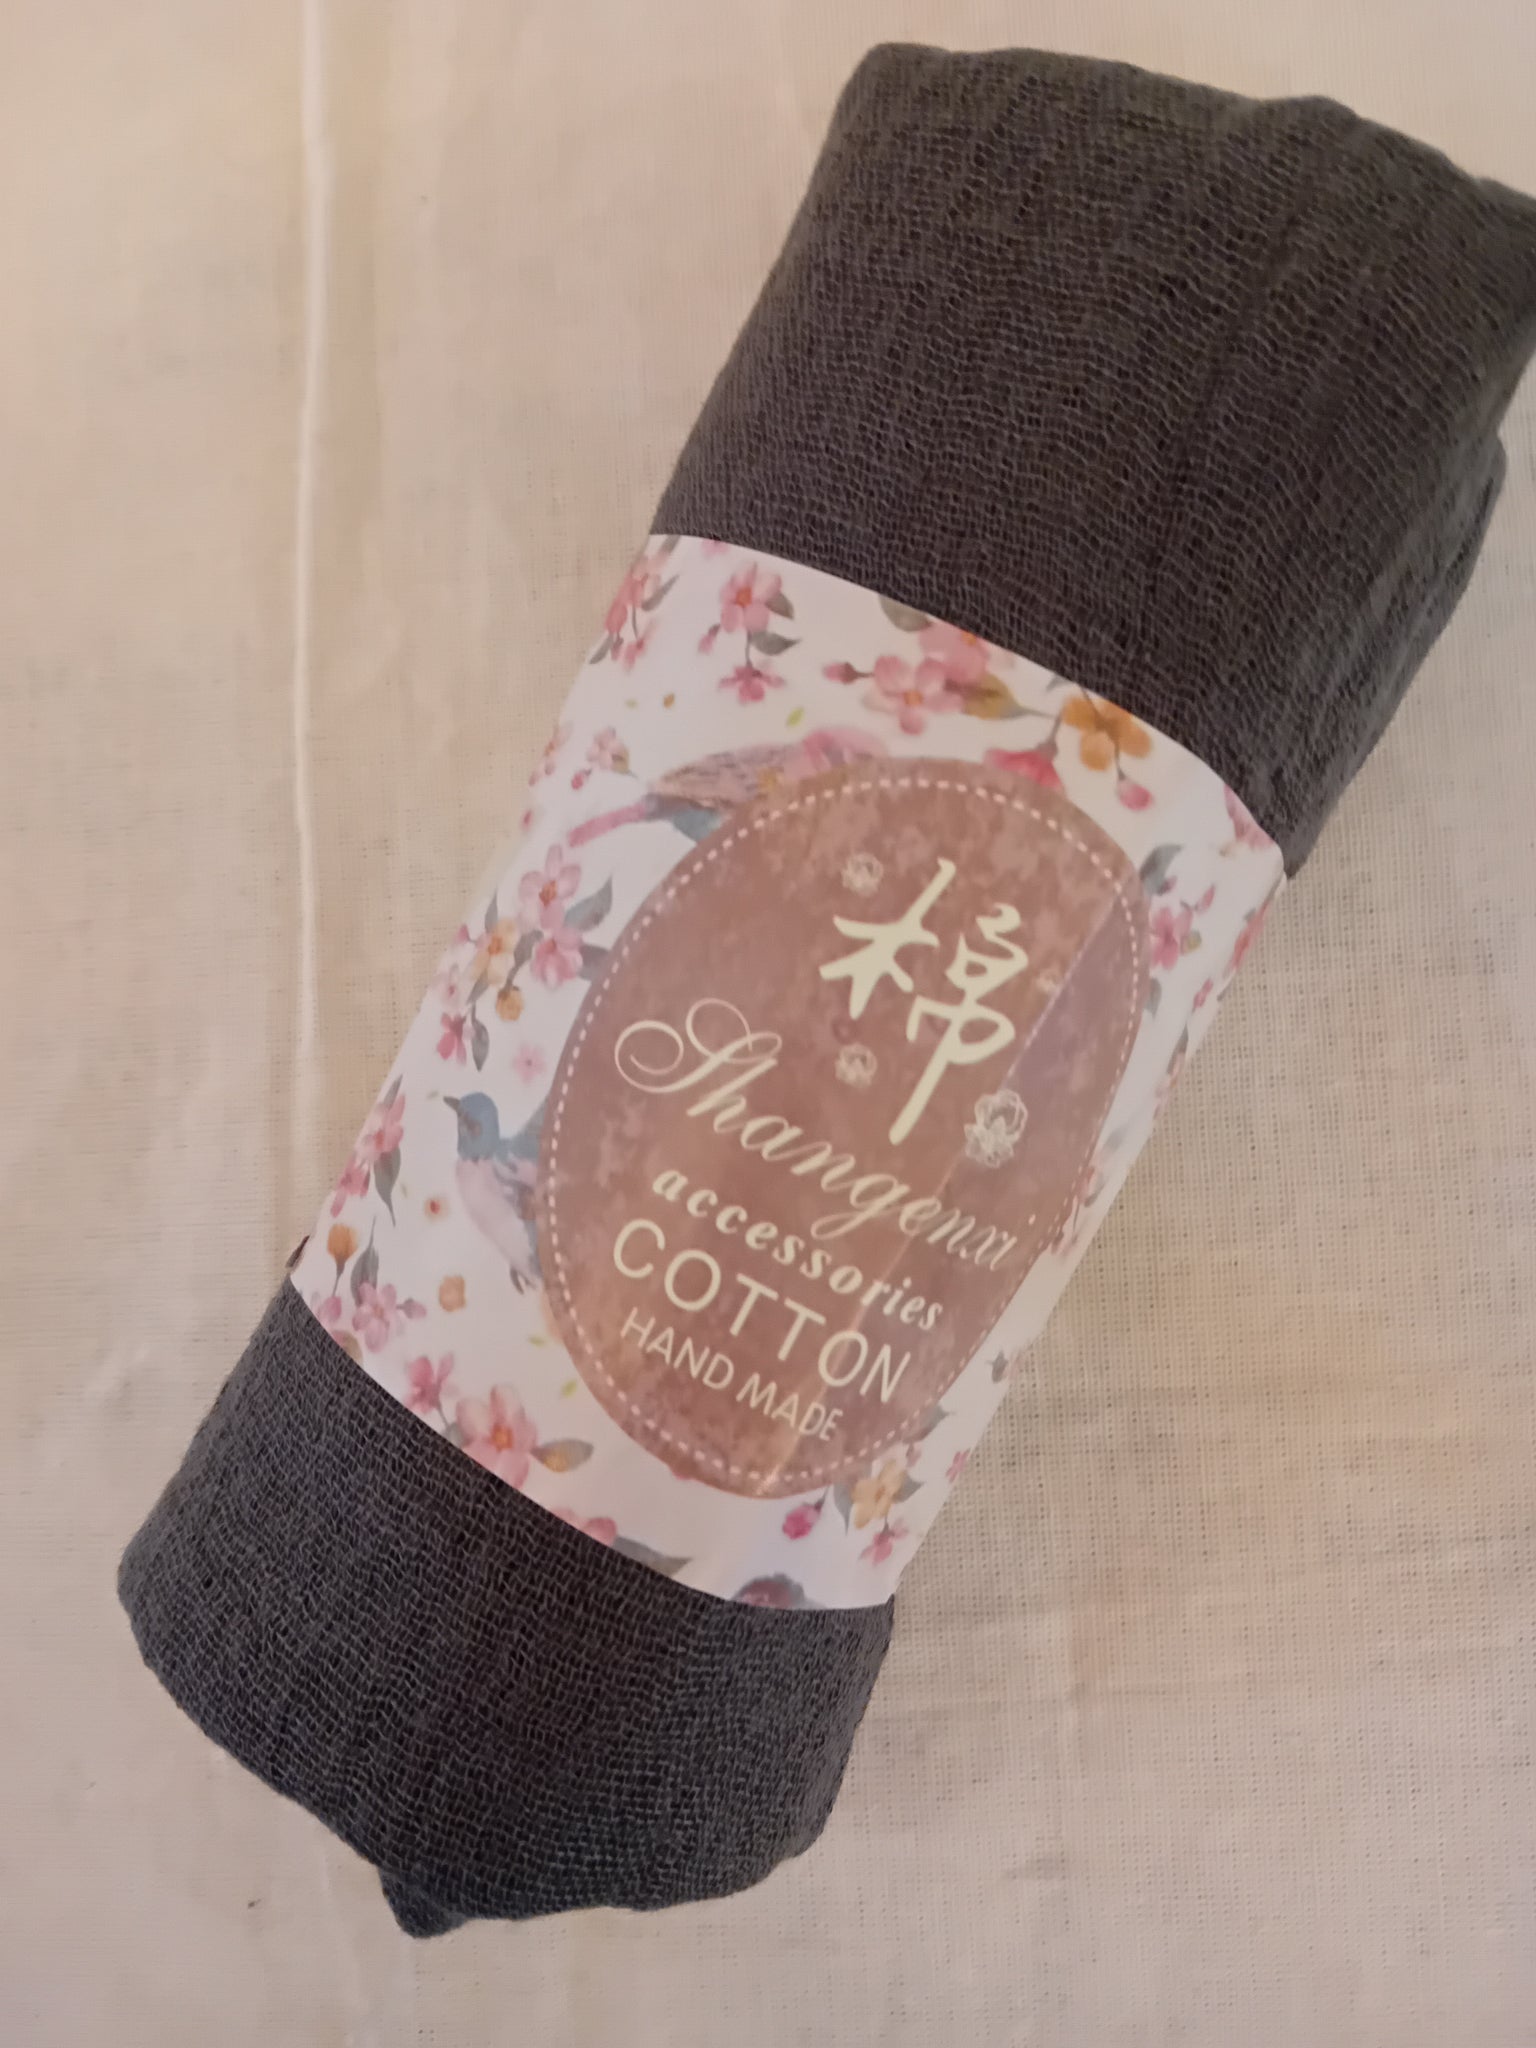 棉
Shangenxi
accessories
COTTON
HAND MADE